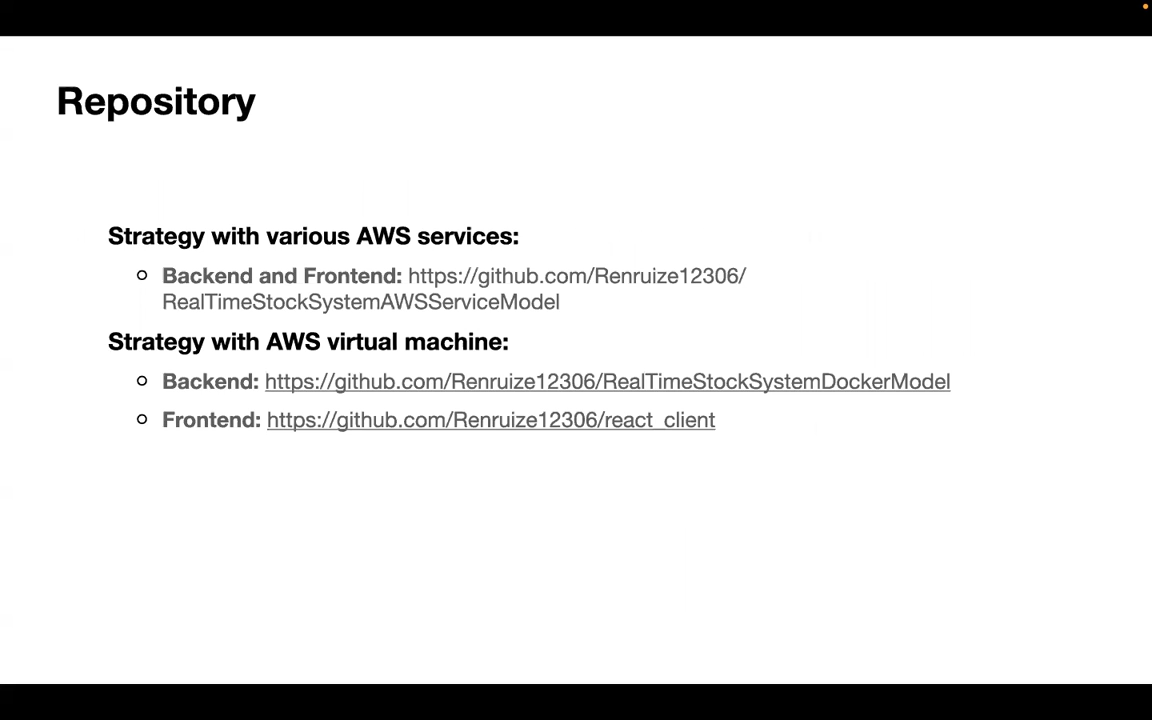 Repository
Strategy with various AWS services:
Backend and Frontend: https://github.com/Renruize12306/
RealTimeStockSystemAWSServiceModel
Strategy with AWS virtual machine:
Backend: https://github.com/Renruize12306/RealTimeStockSystemDockerModel
Frontend: https://github.com/Renruize12306/react_client